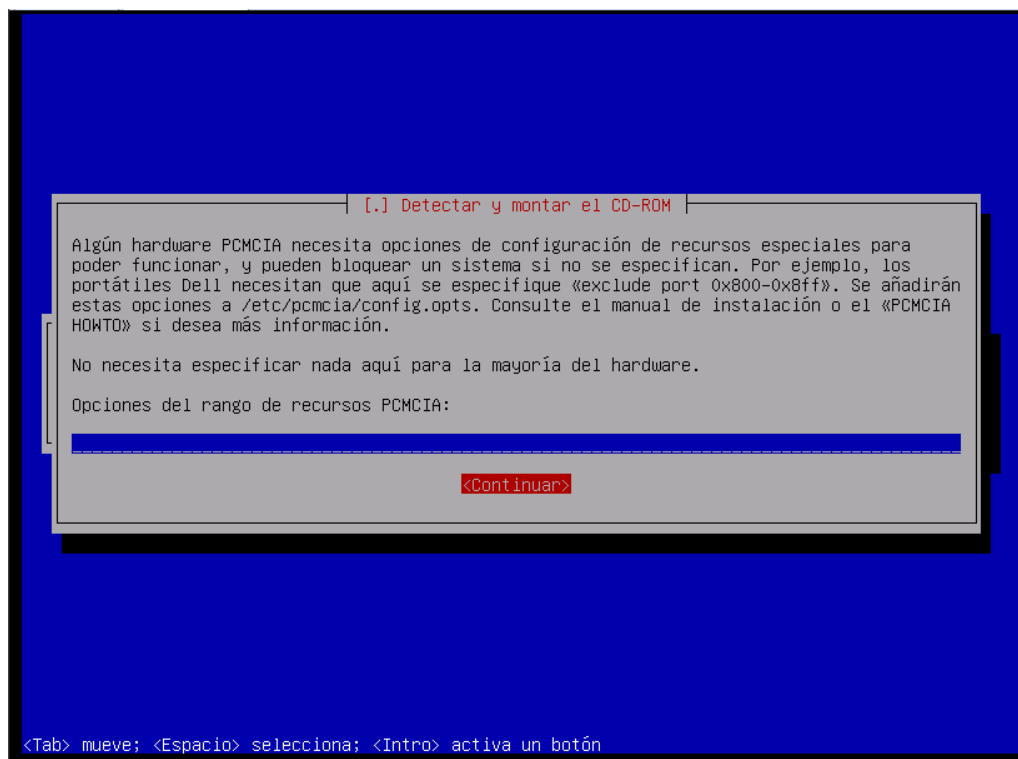 [.] Detectar y montar el CD-ROM
Algún hardware PCMCIA necesita opciones de configuración de recursos especiales para
poder funcionar, y pueden bloquear un sistema si no se especifican. Por ejemplo, los
portátiles Dell necesitan que aquí se especifique «exclude port 0x800-0x8ff». Se añadirán
estas opciones a /etc/pcmcia/config.opts. Consulte el manual de instalación o el «PCMCIA
HOWTO» si desea más información.
No necesita especificar nada aquí para la mayoría del hardware.
Opciones del rango de recursos PCMCIA:
<Continuar>
<Tab> mueve; <Espacio> selecciona; <Intro> activa un botón